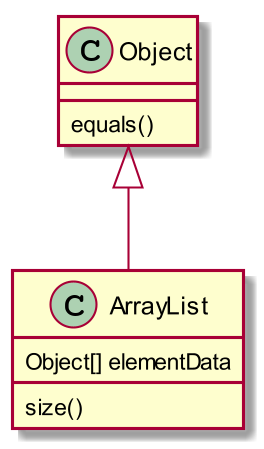 C Object
equals()
C ArrayList
Object[] elementData
size()